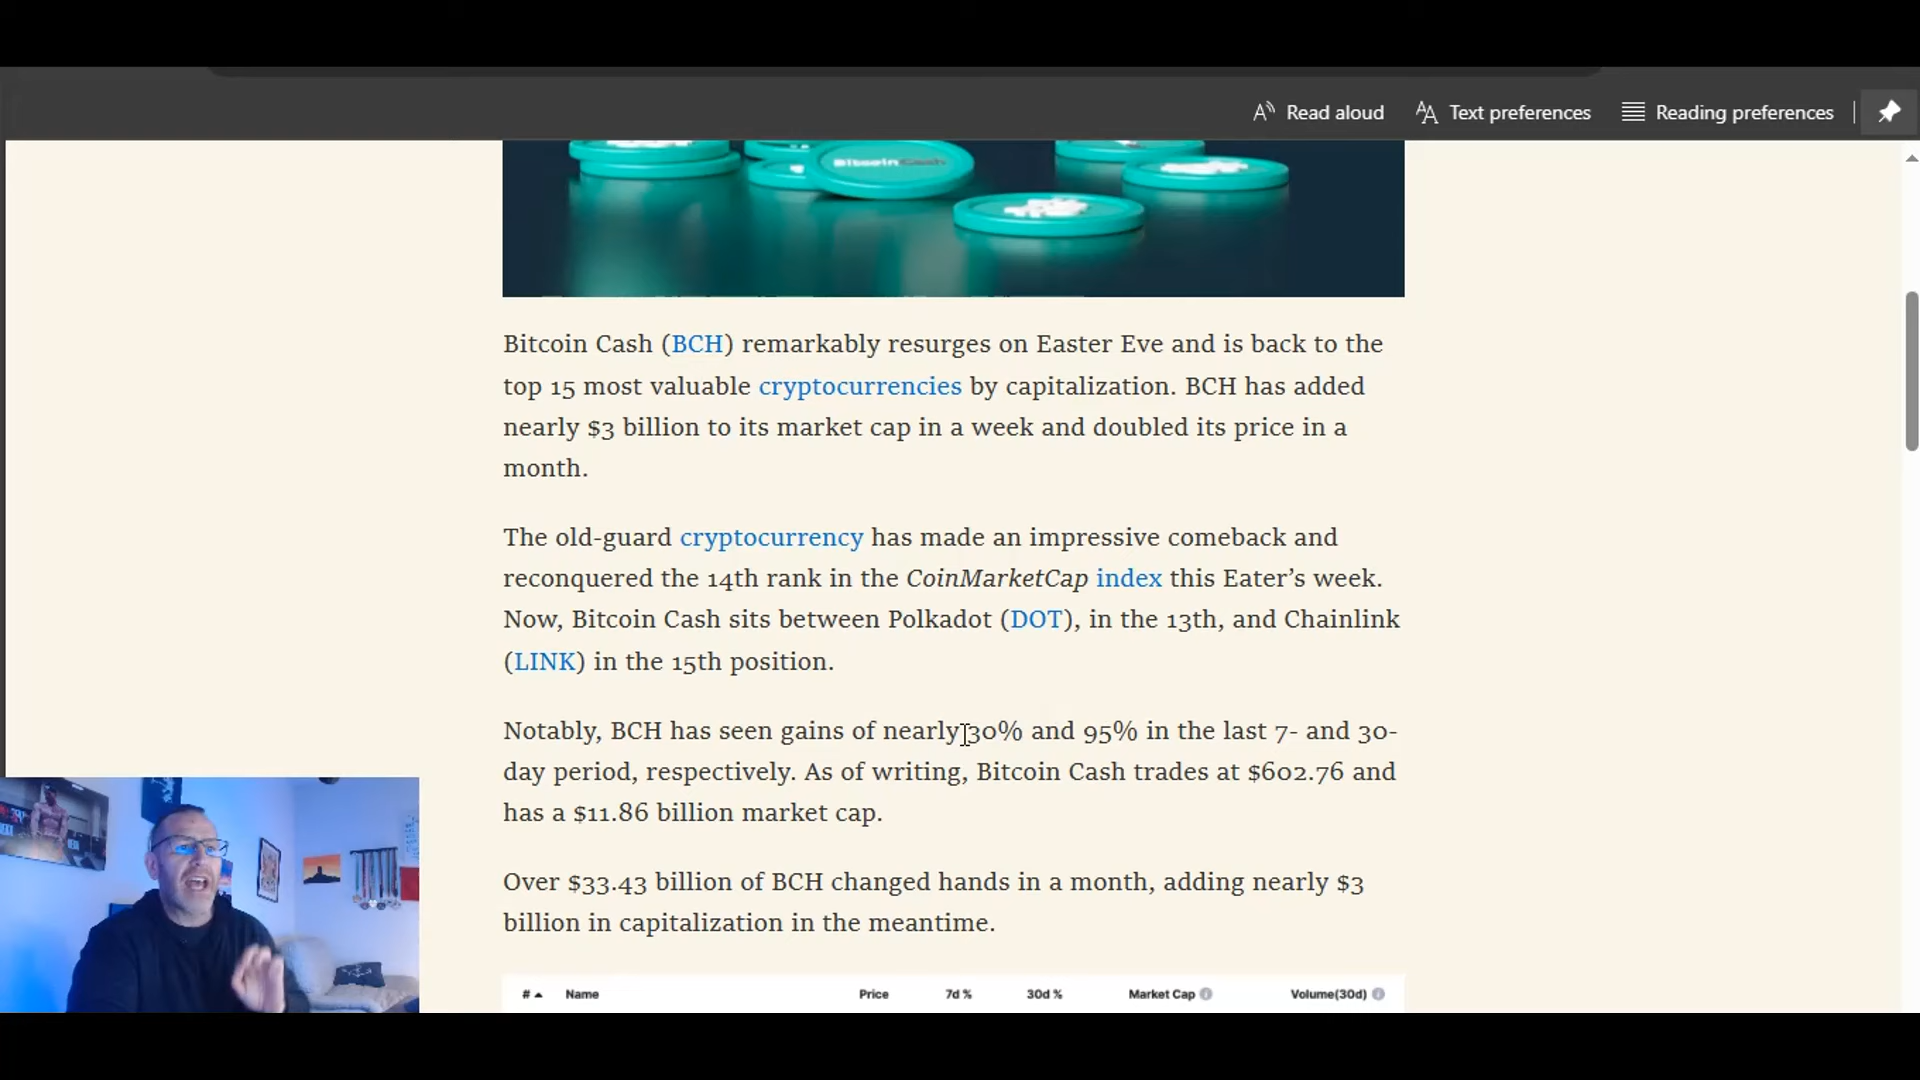 Read aloud
Text preferences
Reading preferences
BitcoinCash
Bitcoin Cash (BCH) remarkably resurges on Easter Eve and is back to the
top 15 most valuable cryptocurrencies by capitalization. BCH has added
nearly $3 billion to its market cap in a week and doubled its price in a
month.
The old-guard cryptocurrency has made an impressive comeback and
reconquered the 14th rank in the CoinMarketCap index this Eater’s week.
Now, Bitcoin Cash sits between Polkadot (DOT), in the 13th, and Chainlink
(LINK) in the 15th position.
Notably, BCH has seen gains of nearly 30% and 95% in the last 7- and 30-
day period, respectively. As of writing, Bitcoin Cash trades at $602.76 and
has a $11.86 billion market cap.
Over $33.43 billion of BCH changed hands in a month, adding nearly $3
billion in capitalization in the meantime.
# Name Price 7d % 30d % Market Cap Volume(30d)